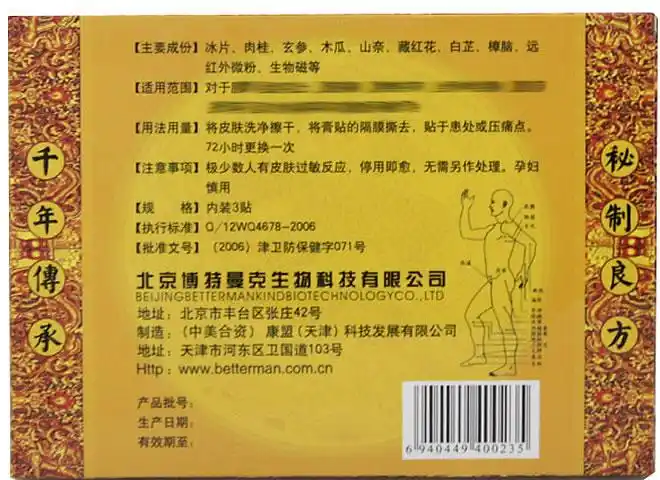 【主要成份】冰片、肉桂、玄参、木瓜、山奈、藏红花、白芷、樟脑、远
红外微粉、生物磁等
【适用范围】对于
【用法用量】将皮肤洗净擦干，将膏贴的隔膜撕去，贴于患处或压痛点。
72小时更换一次
【注意事项】极少数人有皮肤过敏反应，停用即愈，无需另作处理。孕妇
慎用
【规　　格】内装3贴
【执行标准】Q/12WQ4678-2006
【批准文号】（2006）津卫防保健字071号
北京博特曼克生物科技有限公司
BEIJINGBETTERMANKINDBIOTECHNOLOGYCO.,LTD
地址：北京市丰台区张庄42号
制造：（中美合资）康盟（天津）科技发展有限公司
地址：天津市河东区卫国道103号
Http：www.betterman.com.cn
产品批号：
生产日期：
有效期至：
6 940449 400235
千年傳承
秘制良方